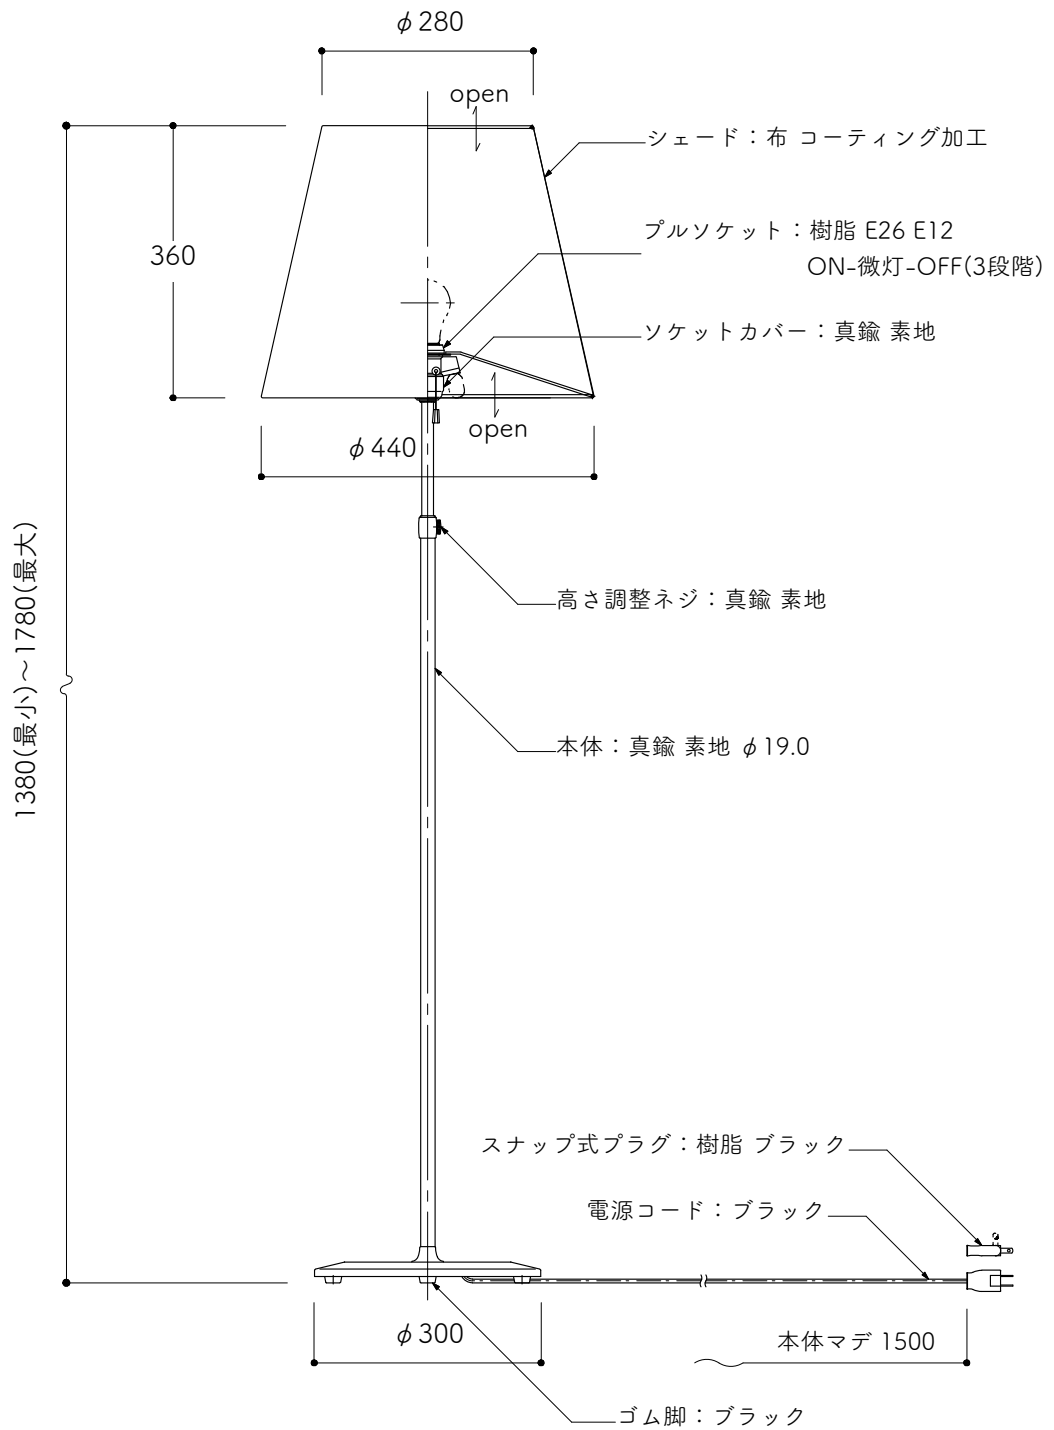 φ280
open
シェード：布 コーティング加工
プルソケット：樹脂 E26 E12
ON-微灯-OFF(3段階)
360
ソケットカバー：真鍮 素地
open
φ440
1380(最小)～1780(最大)
高さ調整ネジ：真鍮 素地
本体：真鍮 素地 φ19.0
スナップ式プラグ：樹脂 ブラック
電源コード：ブラック
φ300
本体マデ 1500
ゴム脚：ブラック